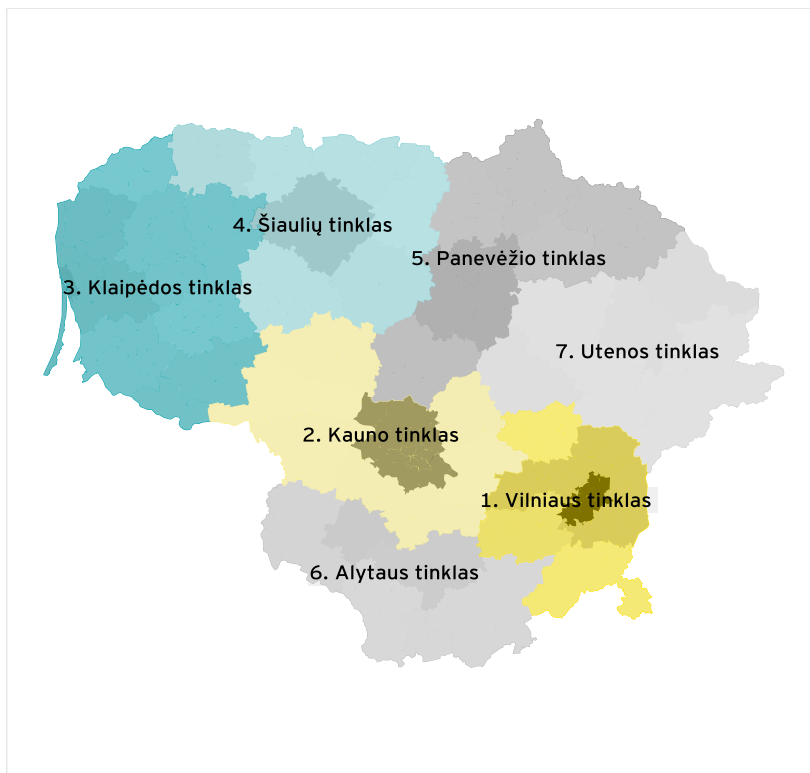 4. Šiaulių tinklas
5. Panevėžio tinklas
3. Klaipėdos tinklas
7. Utenos tinklas
2. Kauno tinklas
1. Vilniaus tinklas
6. Alytaus tinklas